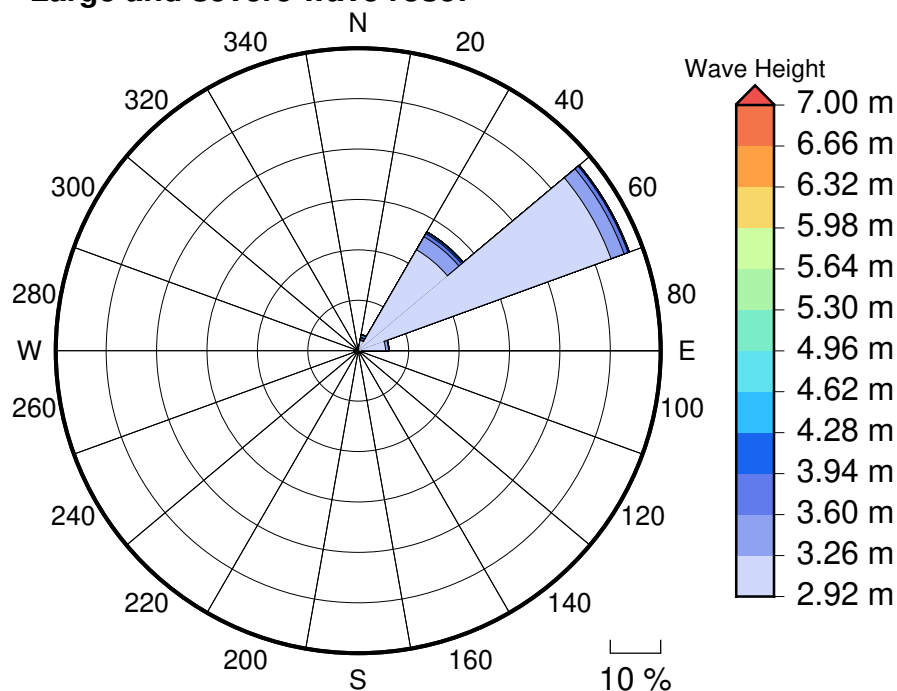 Large and severe wave rose.
N
20
40
60
80
E
100
120
140
160
S
200
220
240
260
W
280
300
320
340
Wave Height
7.00 m
6.66 m
6.32 m
5.98 m
5.64 m
5.30 m
4.96 m
4.62 m
4.28 m
3.94 m
3.60 m
3.26 m
2.92 m
10 %